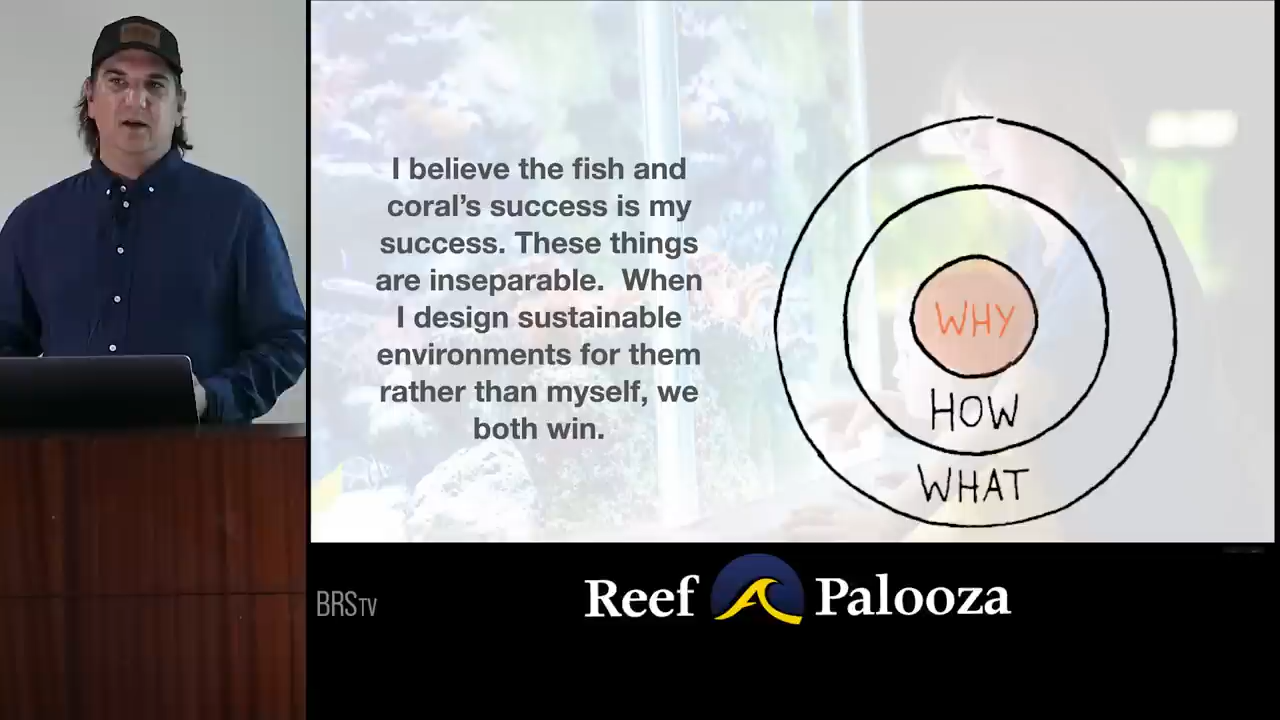 I believe the fish and
coral's success is my
success. These things
are inseparable.  When
I design sustainable
environments for them
rather than myself, we
both win.
WHY
HOW
WHAT
BRSTV
Reef Palooza